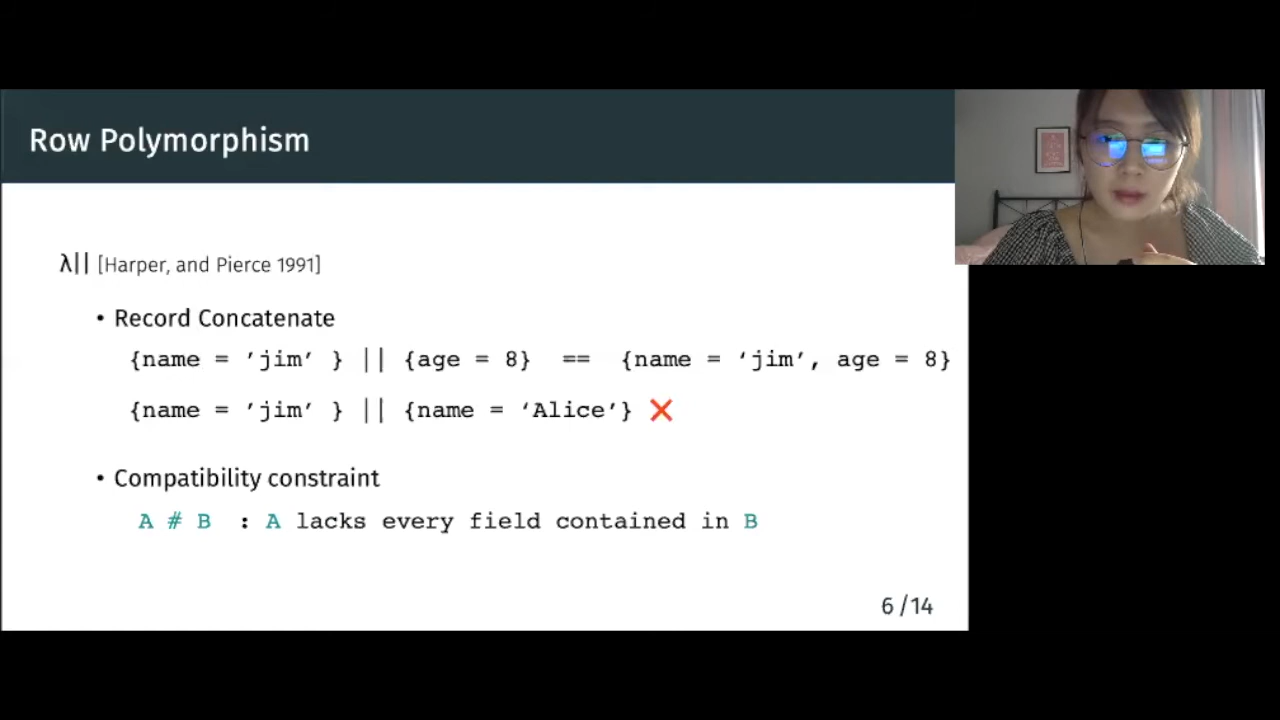 Row Polymorphism
λ|| [Harper, and Pierce 1991]
• Record Concatenate
{name = ’jim’ } || {age = 8} == {name = ‘jim’, age = 8}
{name = ’jim’ } || {name = ‘Alice’} ❌
• Compatibility constraint
A # B : A lacks every field contained in B
6 / 14